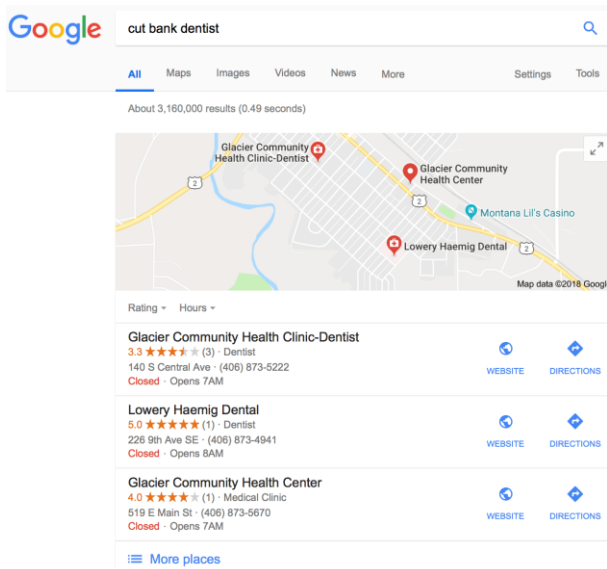 Google
cut bank dentist
All Maps Images Videos News More Settings Tools
About 3,160,000 results (0.49 seconds)
Glacier Community
Health Clinic-Dentist
Glacier Community
Health Center
2
2
Montana Lil's Casino
Lowery Haemig Dental
2
2
Map data ©2018 Googl
Rating Hours
Glacier Community Health Clinic-Dentist
3.3 (3) · Dentist
140 S Central Ave · (406) 873-5222
Closed · Opens 7AM
WEBSITE DIRECTIONS
Lowery Haemig Dental
5.0 (1) · Dentist
226 9th Ave SE · (406) 873-4941
Closed · Opens 8AM
WEBSITE DIRECTIONS
Glacier Community Health Center
4.0 (1) · Medical Clinic
519 E Main St · (406) 873-5670
Closed · Opens 7AM
WEBSITE DIRECTIONS
More places